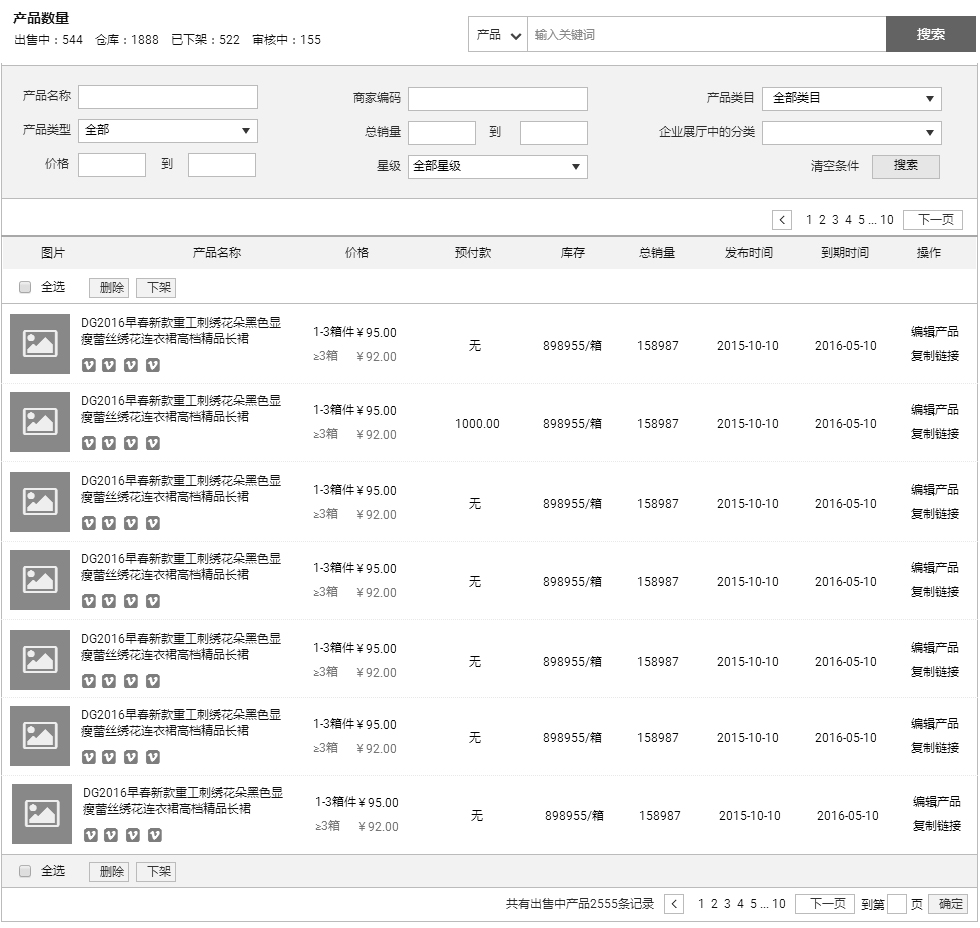 产品数量
出售中：544 仓库：1888 已下架：522 审核中：155
产品 输入关键词 搜索
产品名称 商家编码 产品类目 全部类目
产品类型 全部 总销量 到 企业展厅中的分类
价格 到 星级 全部星级 清空条件 搜索
< 1 2 3 4 5 ... 10 下一页
图片 产品名称 价格 预付款 库存 总销量 发布时间 到期时间 操作
全选 删除 下架
DG2016早春新款重工刺绣花朵黑色显
瘦蕾丝绣花连衣裙高档精品长裙
1-3箱件￥95.00
≥3箱 ￥92.00
无 898955/箱 158987 2015-10-10 2016-05-10
编辑产品
复制链接
DG2016早春新款重工刺绣花朵黑色显
瘦蕾丝绣花连衣裙高档精品长裙
1-3箱件￥95.00
≥3箱 ￥92.00
1000.00 898955/箱 158987 2015-10-10 2016-05-10
编辑产品
复制链接
DG2016早春新款重工刺绣花朵黑色显
瘦蕾丝绣花连衣裙高档精品长裙
1-3箱件￥95.00
≥3箱 ￥92.00
无 898955/箱 158987 2015-10-10 2016-05-10
编辑产品
复制链接
DG2016早春新款重工刺绣花朵黑色显
瘦蕾丝绣花连衣裙高档精品长裙
1-3箱件￥95.00
≥3箱 ￥92.00
无 898955/箱 158987 2015-10-10 2016-05-10
编辑产品
复制链接
DG2016早春新款重工刺绣花朵黑色显
瘦蕾丝绣花连衣裙高档精品长裙
1-3箱件￥95.00
≥3箱 ￥92.00
无 898955/箱 158987 2015-10-10 2016-05-10
编辑产品
复制链接
DG2016早春新款重工刺绣花朵黑色显
瘦蕾丝绣花连衣裙高档精品长裙
1-3箱件￥95.00
≥3箱 ￥92.00
无 898955/箱 158987 2015-10-10 2016-05-10
编辑产品
复制链接
DG2016早春新款重工刺绣花朵黑色显
瘦蕾丝绣花连衣裙高档精品长裙
1-3箱件￥95.00
≥3箱 ￥92.00
无 898955/箱 158987 2015-10-10 2016-05-10
编辑产品
复制链接
全选 删除 下架
共有出售中产品2555条记录 < 1 2 3 4 5 ... 10 下一页 到第 页 确定